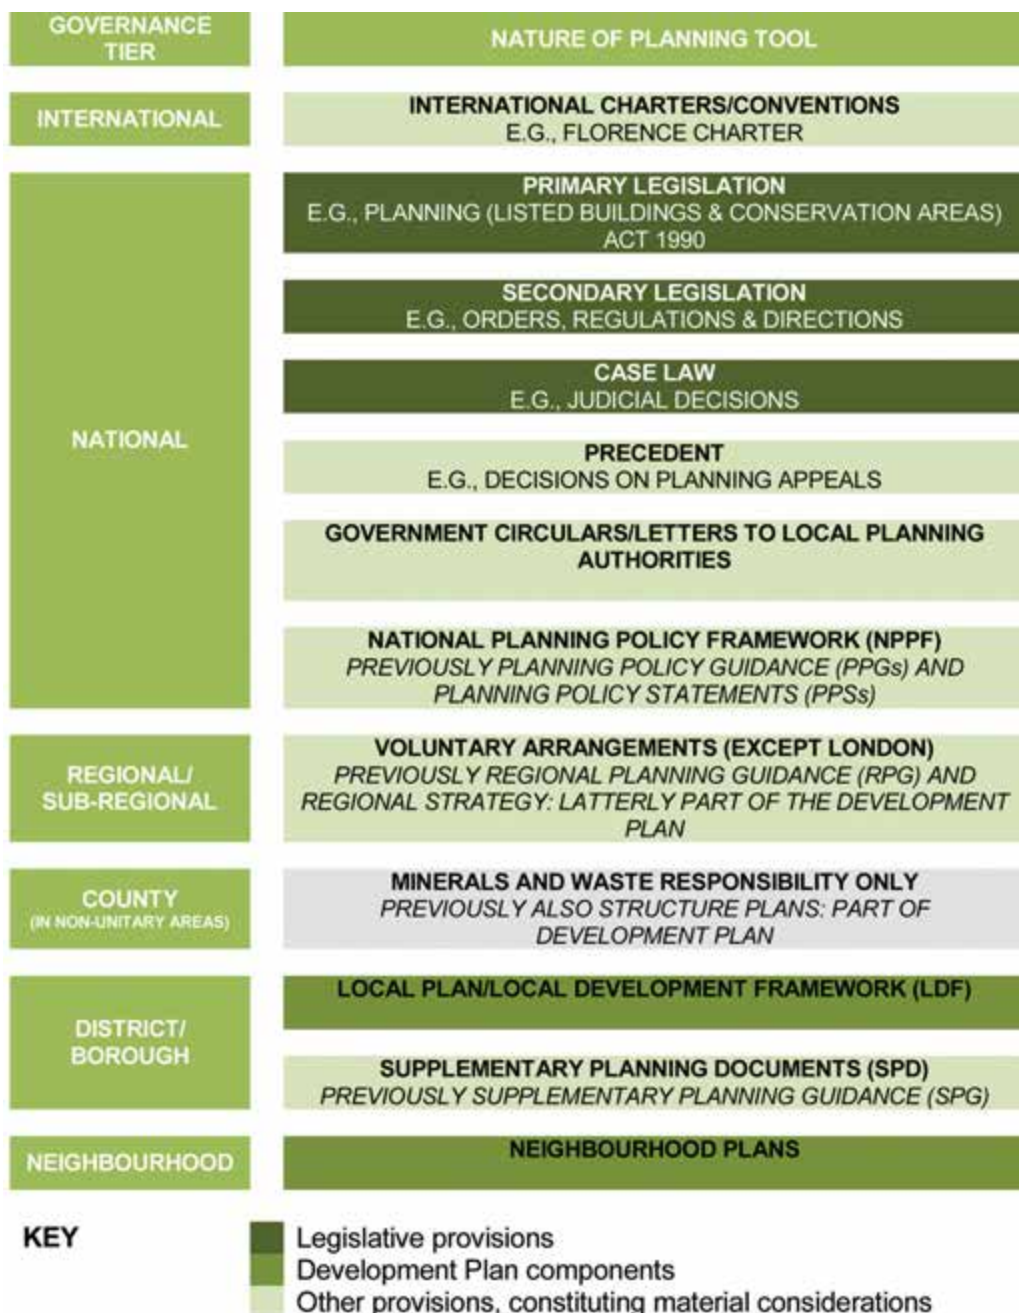 GOVERNANCE
TIER
NATURE OF PLANNING TOOL
INTERNATIONAL
INTERNATIONAL CHARTERS/CONVENTIONS
E.G., FLORENCE CHARTER
NATIONAL
PRIMARY LEGISLATION
E.G., PLANNING (LISTED BUILDINGS & CONSERVATION AREAS)
ACT 1990
SECONDARY LEGISLATION
E.G., ORDERS, REGULATIONS & DIRECTIONS
CASE LAW
E.G., JUDICIAL DECISIONS
PRECEDENT
E.G., DECISIONS ON PLANNING APPEALS
GOVERNMENT CIRCULARS/LETTERS TO LOCAL PLANNING
AUTHORITIES
NATIONAL PLANNING POLICY FRAMEWORK (NPPF)
PREVIOUSLY PLANNING POLICY GUIDANCE (PPGs) AND
PLANNING POLICY STATEMENTS (PPSs)
REGIONAL/
SUB-REGIONAL
VOLUNTARY ARRANGEMENTS (EXCEPT LONDON)
PREVIOUSLY REGIONAL PLANNING GUIDANCE (RPG) AND
REGIONAL STRATEGY: LATTERLY PART OF THE DEVELOPMENT
PLAN
COUNTY
(IN NON-UNITARY AREAS)
MINERALS AND WASTE RESPONSIBILITY ONLY
PREVIOUSLY ALSO STRUCTURE PLANS: PART OF
DEVELOPMENT PLAN
DISTRICT/
BOROUGH
LOCAL PLAN/LOCAL DEVELOPMENT FRAMEWORK (LDF)
SUPPLEMENTARY PLANNING DOCUMENTS (SPD)
PREVIOUSLY SUPPLEMENTARY PLANNING GUIDANCE (SPG)
NEIGHBOURHOOD
NEIGHBOURHOOD PLANS
KEY
Legislative provisions
Development Plan components
Other provisions, constituting material considerations